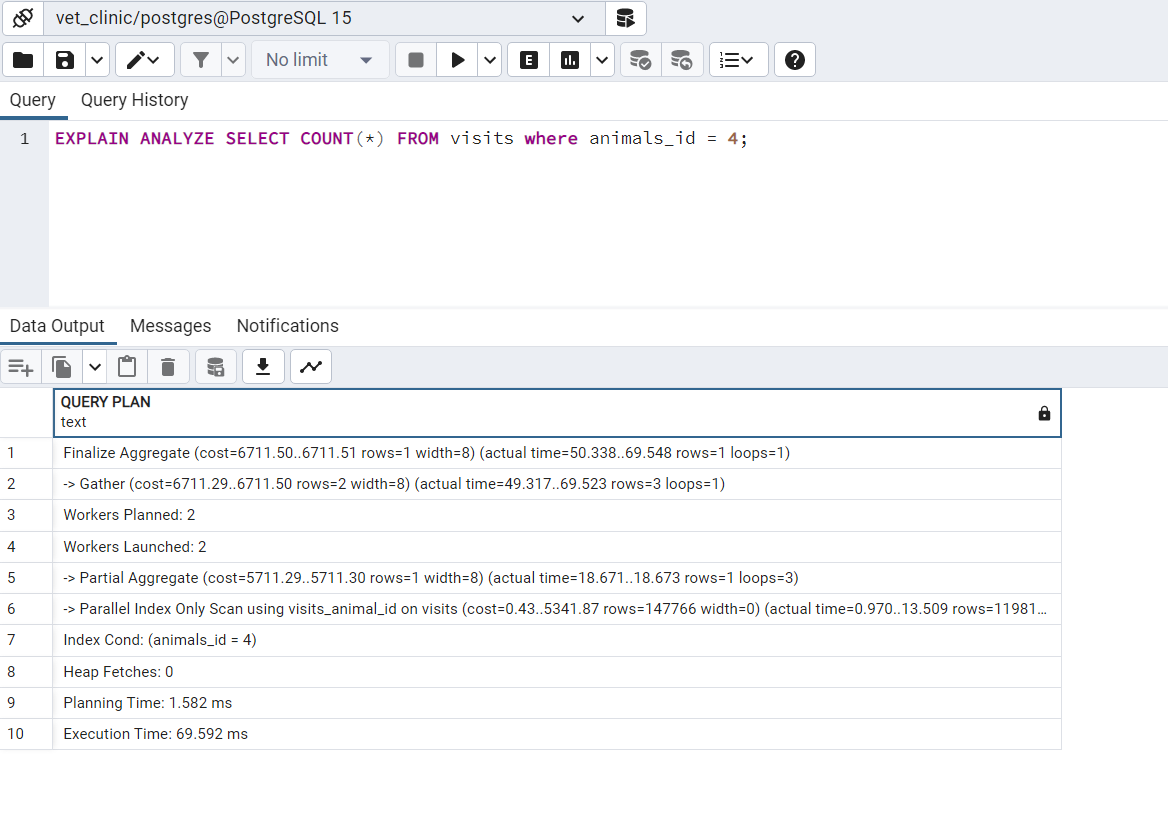 vet_clinic/postgres@PostgreSQL 15
No limit
E
Query Query History
1 EXPLAIN ANALYZE SELECT COUNT(*) FROM visits where animals_id = 4;
Data Output Messages Notifications
QUERY PLAN
text
1 Finalize Aggregate (cost=6711.50..6711.51 rows=1 width=8) (actual time=50.338..69.548 rows=1 loops=1)
2 -> Gather (cost=6711.29..6711.50 rows=2 width=8) (actual time=49.317..69.523 rows=3 loops=1)
3 Workers Planned: 2
4 Workers Launched: 2
5 -> Partial Aggregate (cost=5711.29..5711.30 rows=1 width=8) (actual time=18.671..18.673 rows=1 loops=3)
6 -> Parallel Index Only Scan using visits_animal_id on visits (cost=0.43..5341.87 rows=147766 width=0) (actual time=0.970..13.509 rows=11981...
7 Index Cond: (animals_id = 4)
8 Heap Fetches: 0
9 Planning Time: 1.582 ms
10 Execution Time: 69.592 ms